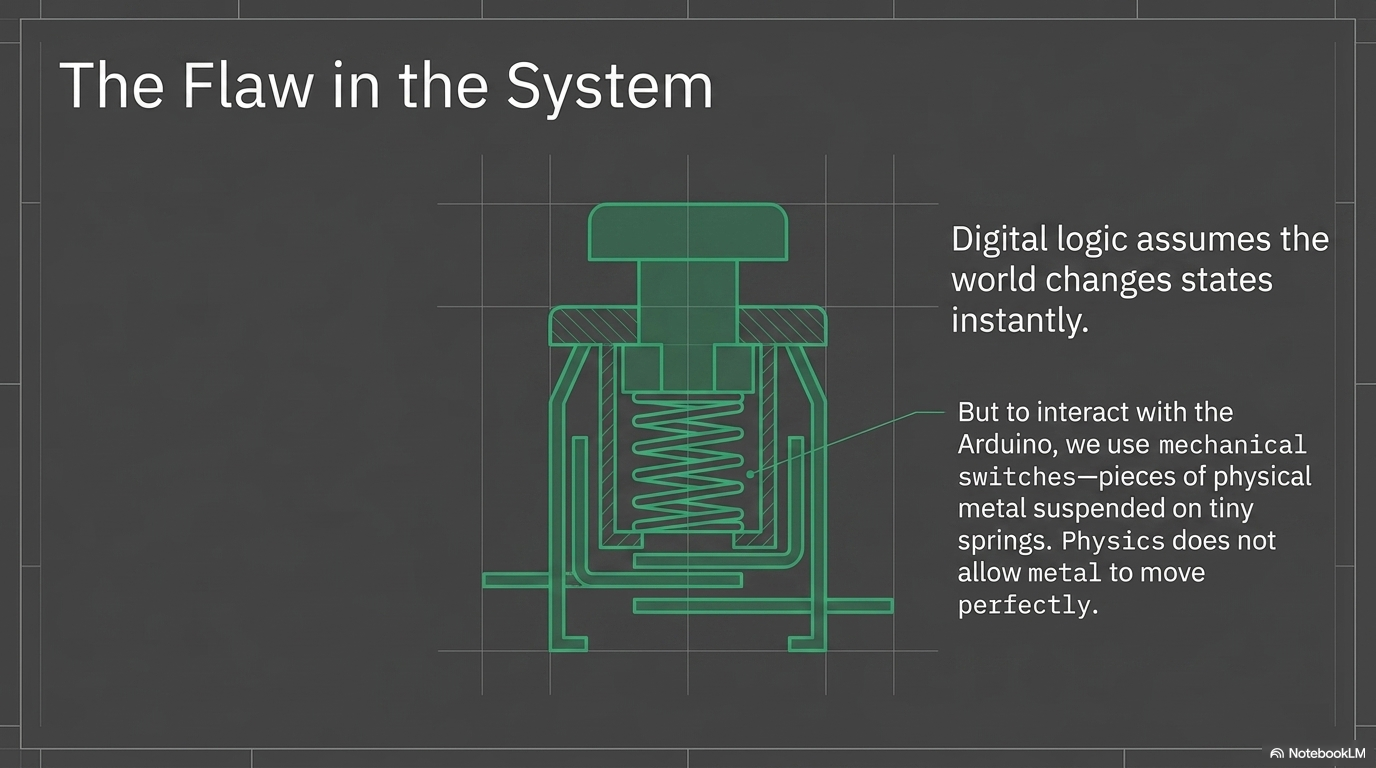 The Flaw in the System
Digital logic assumes the
world changes states
instantly.
But to interact with the
Arduino, we use mechanical
switches—pieces of physical
metal suspended on tiny
springs. Physics does not
allow metal to move
perfectly.
NotebookLM